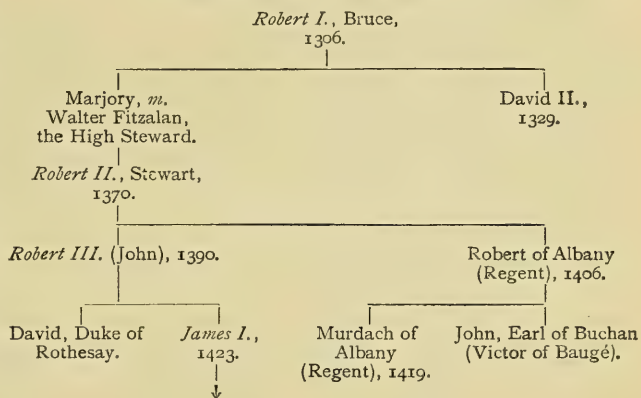 Robert I., Bruce,
1306.
Marjory, m.
Walter Fitzalan,
the High Steward.
David II.,
1329.
Robert II., Stewart,
1370.
Robert III. (John), 1390.
Robert of Albany
(Regent), 1406.
David, Duke of
Rothesay.
James I.,
1423.
Murdach of
Albany
(Regent), 1419.
John, Earl of Buchan
(Victor of Baugé).